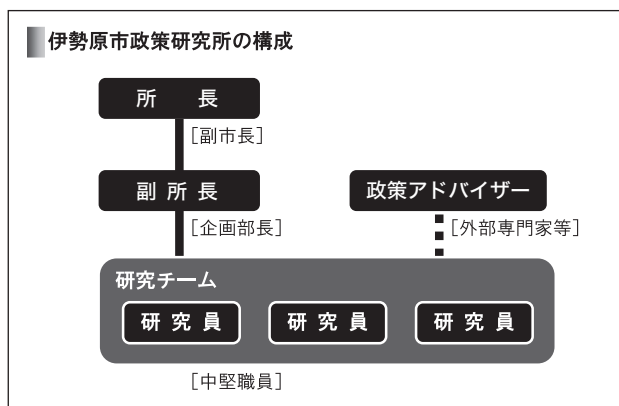 伊勢原市政策研究所の構成
所　長
［副市長］
副所長　政策アドバイザー
［企画部長］　［外部専門家等］
研究チーム
研究員　研究員　研究員
［中堅職員］